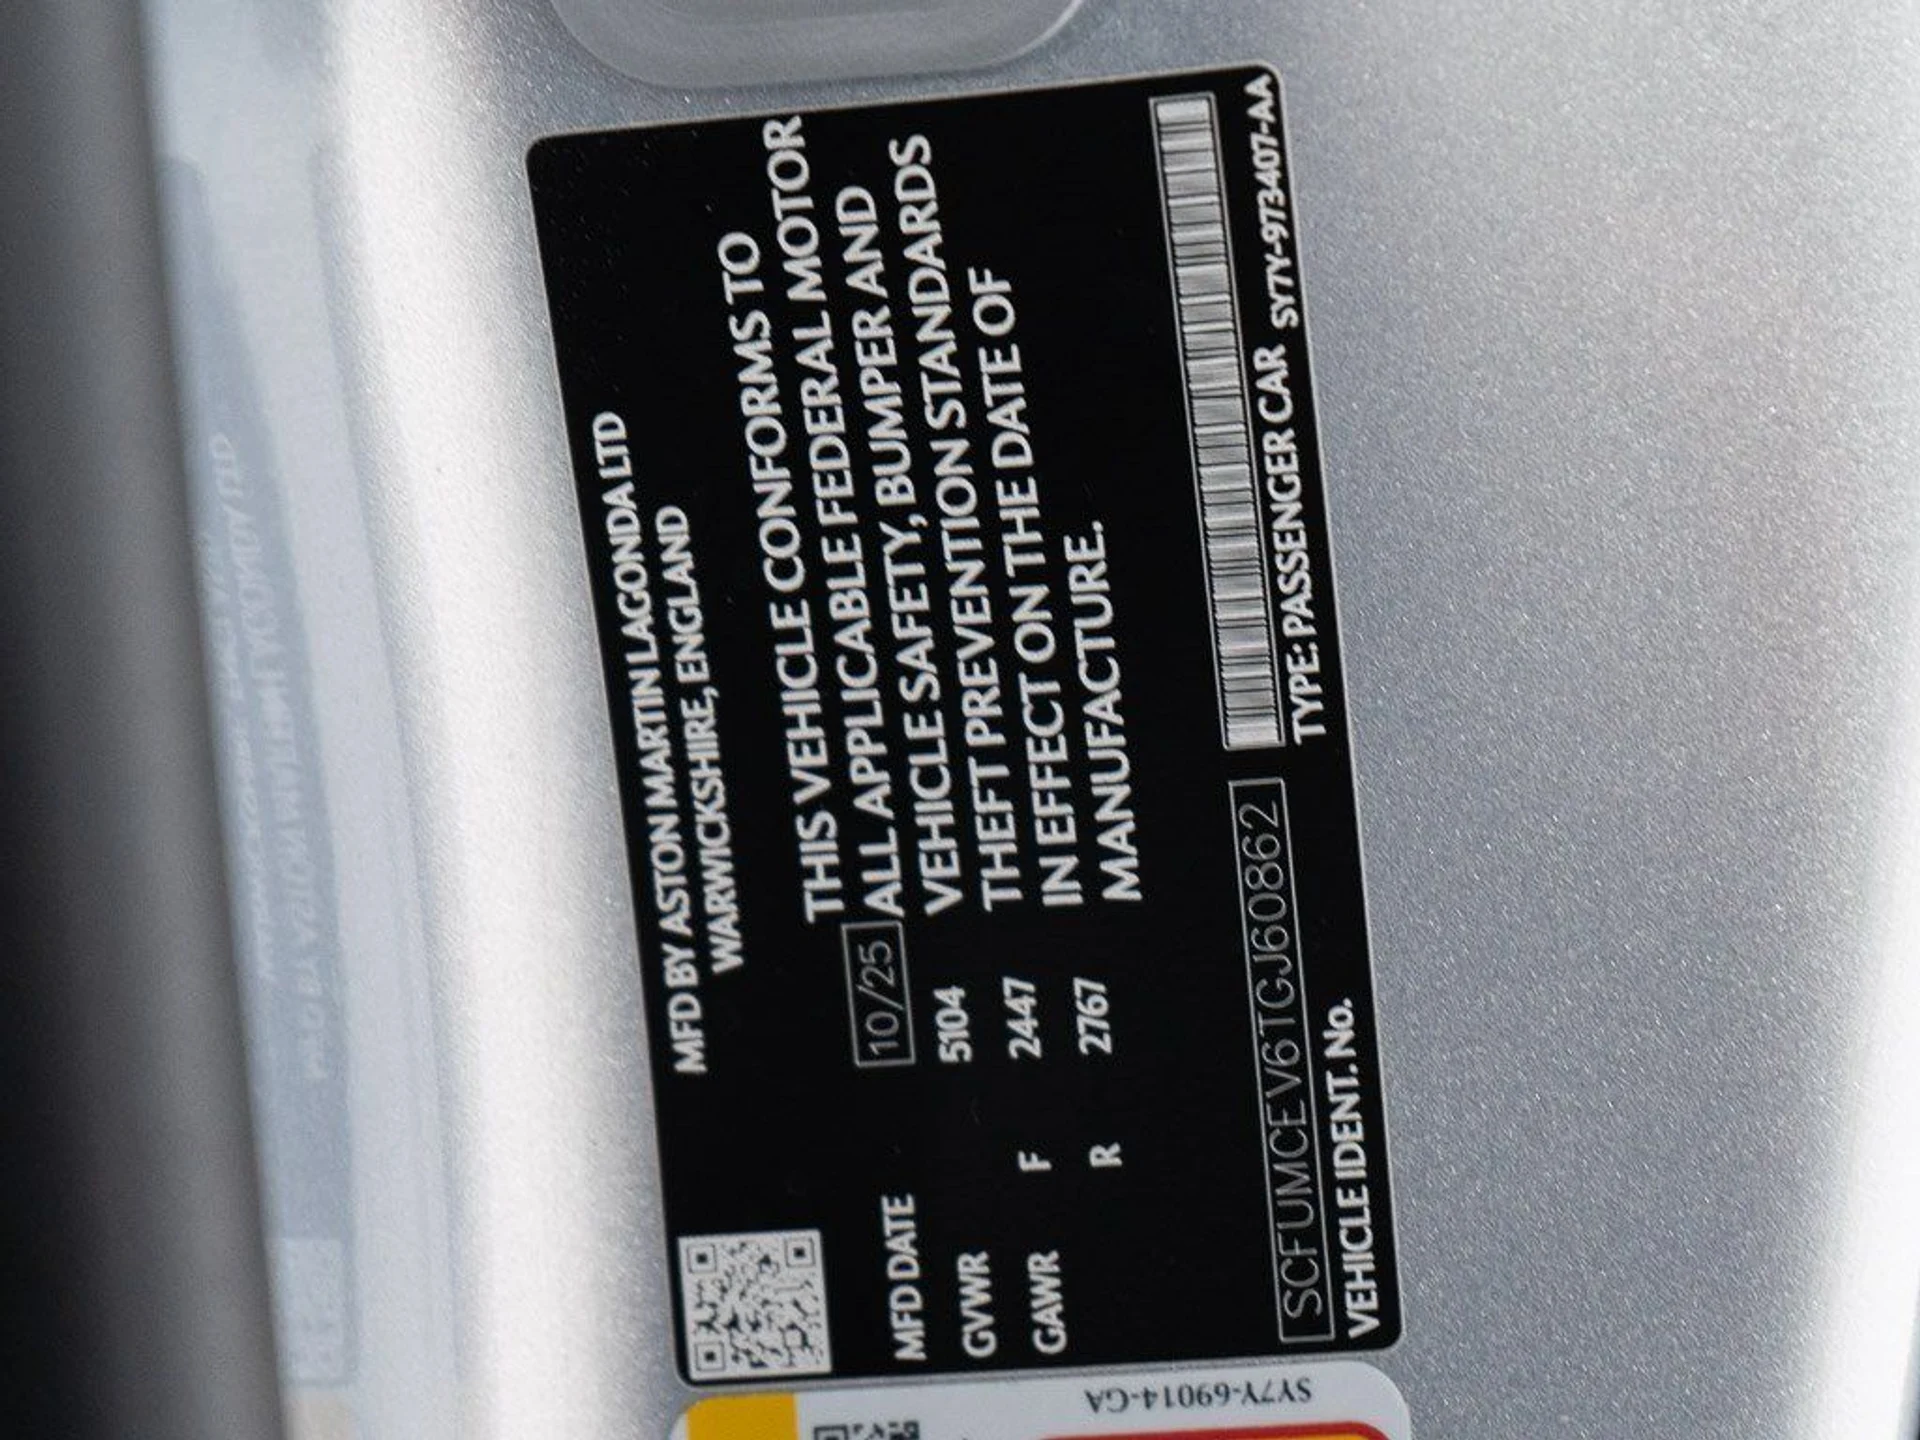 MFD BY ASTON MARTIN LAGONDA LTD
WARWICKSHIRE, ENGLAND
THIS VEHICLE CONFORMS TO
MFD DATE 10/25 ALL APPLICABLE FEDERAL MOTOR
GVWR 5104 VEHICLE SAFETY, BUMPER AND
THEFT PREVENTION STANDARDS
GAWR F 2447 IN EFFECT ON THE DATE OF
R 2767 MANUFACTURE.
SCFUMCEV6TGJ60862
VEHICLE IDENT. No. TYPE: PASSENGER CAR SY7Y-973407-AA
SY7Y-69014-GA